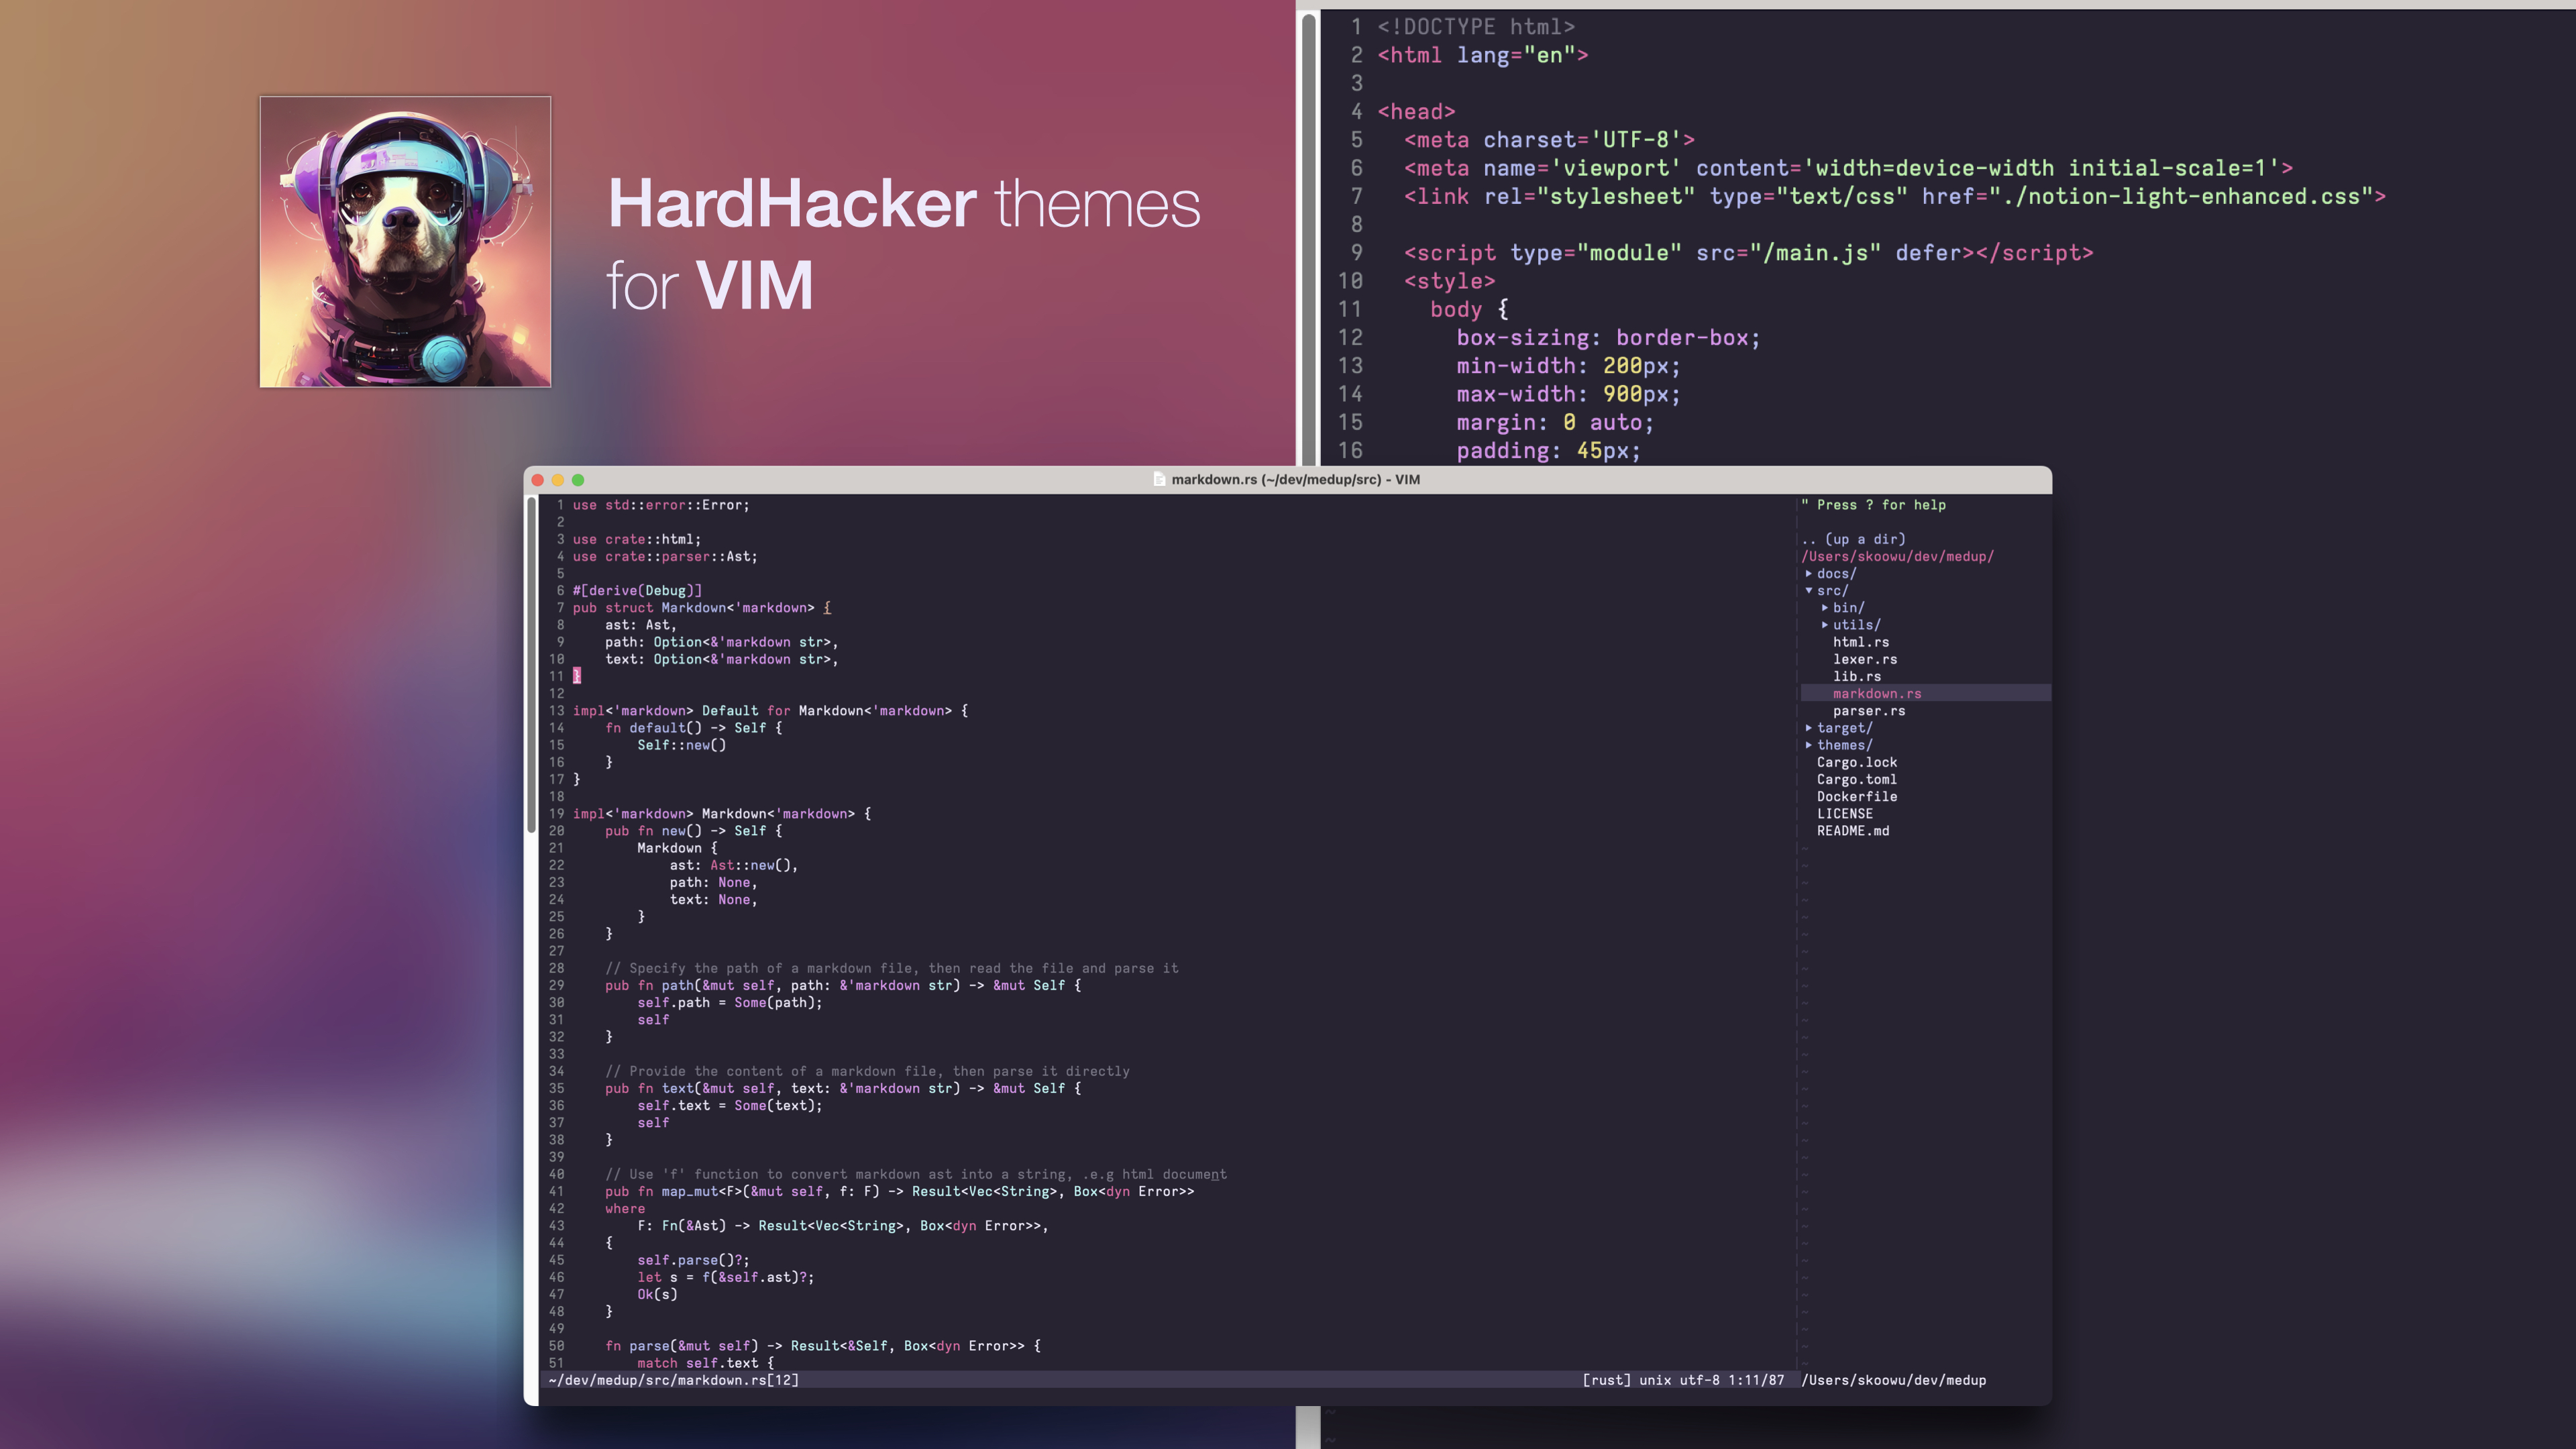 HardHacker themes
for VIM
1 <!DOCTYPE html>
2 <html lang="en">
3
4 <head>
5   <meta charset='UTF-8'>
6   <meta name='viewport' content='width=device-width initial-scale=1'>
7   <link rel="stylesheet" type="text/css" href="./notion-light-enhanced.css">
8
9   <script type="module" src="/main.js" defer></script>
10   <style>
11     body {
12       box-sizing: border-box;
13       min-width: 200px;
14       max-width: 900px;
15       margin: 0 auto;
16       padding: 45px;
markdown.rs (~/dev/medup/src) - VIM
1 use std::error::Error;
2
3 use crate::html;
4 use crate::parser::Ast;
5
6 #[derive(Debug)]
7 pub struct Markdown<'markdown> {
8     ast: Ast,
9     path: Option<&'markdown str>,
10     text: Option<&'markdown str>,
11 }
12
13 impl<'markdown> Default for Markdown<'markdown> {
14     fn default() -> Self {
15         Self::new()
16     }
17 }
18
19 impl<'markdown> Markdown<'markdown> {
20     pub fn new() -> Self {
21         Markdown {
22             ast: Ast::new(),
23             path: None,
24             text: None,
25         }
26     }
27
28     // Specify the path of a markdown file, then read the file and parse it
29     pub fn path(&mut self, path: &'markdown str) -> &mut Self {
30         self.path = Some(path);
31         self
32     }
33
34     // Provide the content of a markdown file, then parse it directly
35     pub fn text(&mut self, text: &'markdown str) -> &mut Self {
36         self.text = Some(text);
37         self
38     }
39
40     // Use 'f' function to convert markdown ast into a string, .e.g html document
41     pub fn map_mut<F>(&mut self, f: F) -> Result<Vec<String>, Box<dyn Error>>
42     where
43         F: Fn(&Ast) -> Result<Vec<String>, Box<dyn Error>>,
44     {
45         self.parse()?;
46         let s = f(&self.ast)?;
47         Ok(s)
48     }
49
50     fn parse(&mut self) -> Result<&Self, Box<dyn Error>> {
51         match self.text {
~/dev/medup/src/markdown.rs[12] [rust] unix utf-8 1:11/87
" Press ? for help
.. (up a dir)
/Users/skoowu/dev/medup/
▸ docs/
▾ src/
▸ bin/
▸ utils/
html.rs
lexer.rs
lib.rs
markdown.rs
parser.rs
▸ target/
▸ themes/
Cargo.lock
Cargo.toml
Dockerfile
LICENSE
README.md
/Users/skoowu/dev/medup